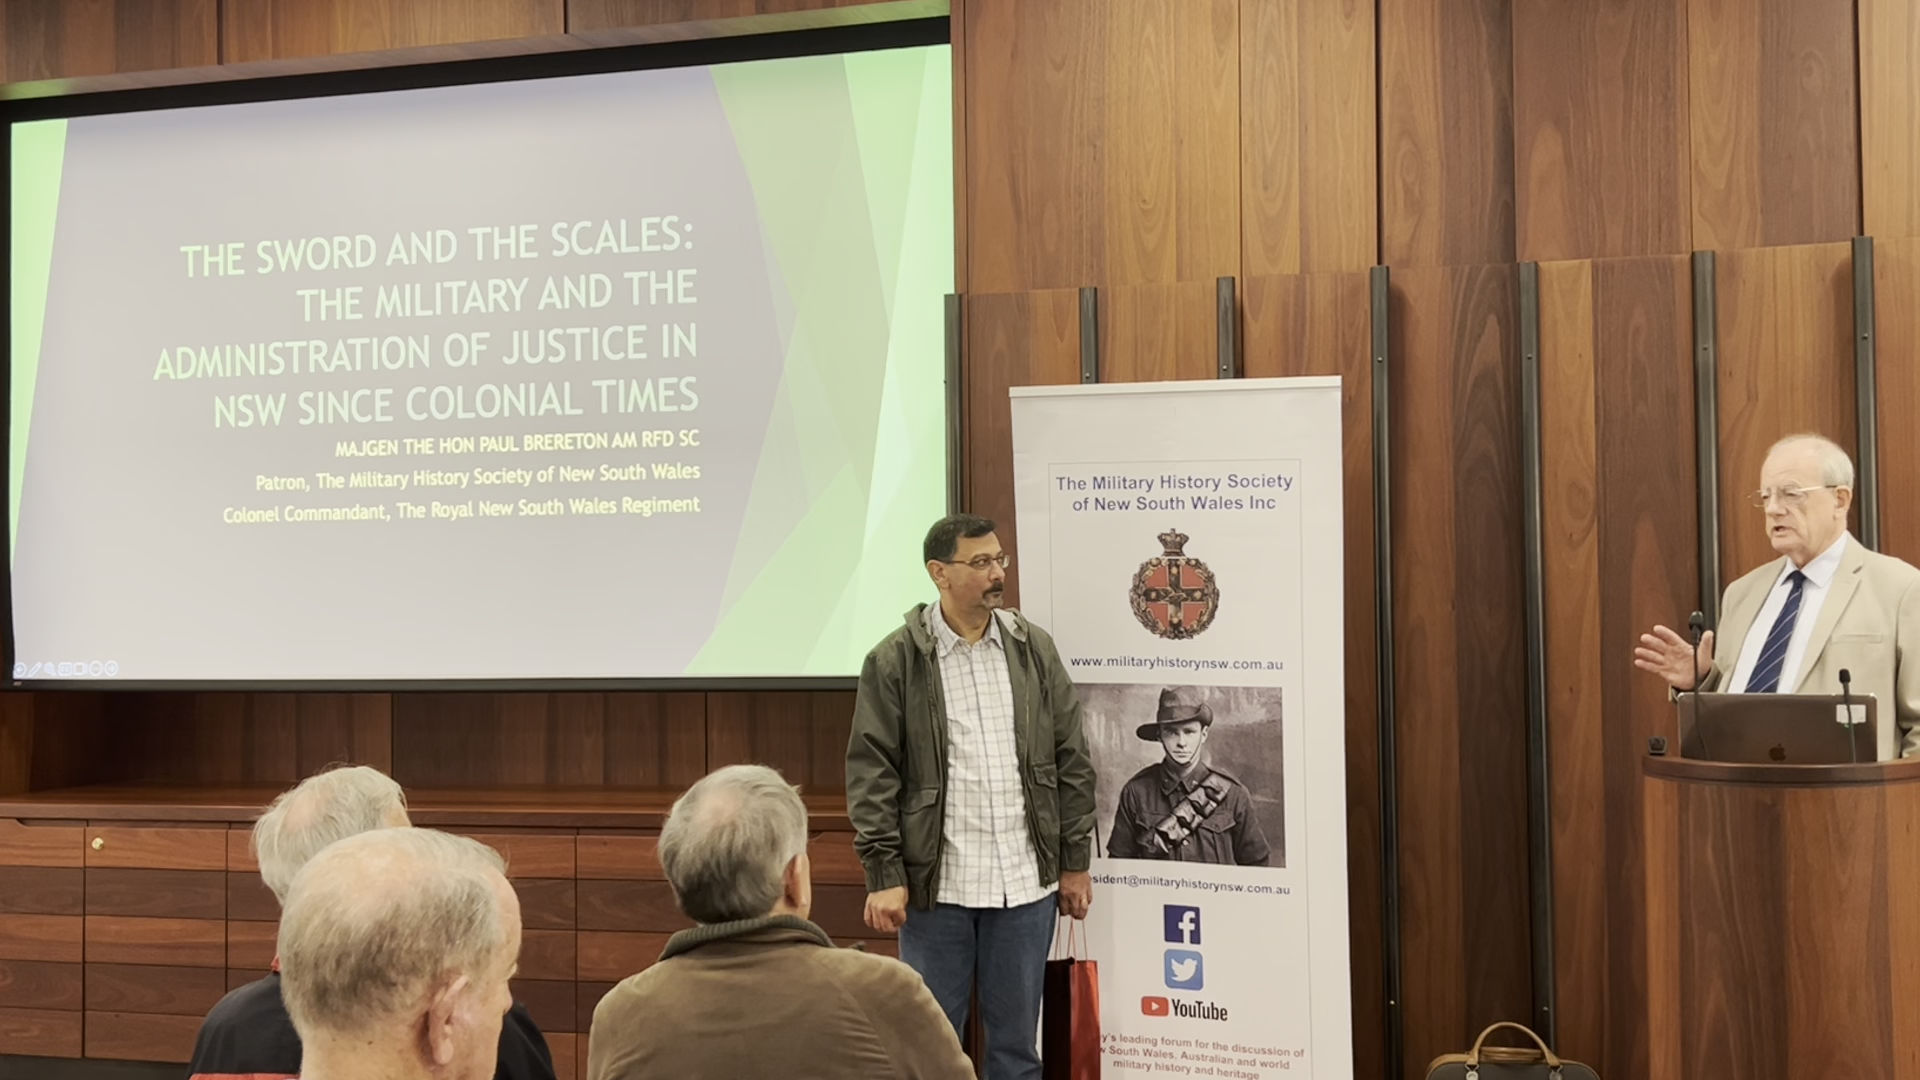 THE SWORD AND THE SCALES:
THE MILITARY AND THE
ADMINISTRATION OF JUSTICE IN
NSW SINCE COLONIAL TIMES
MAJGEN THE HON PAUL BRERETON AM RFD SC
Patron, The Military History Society of New South Wales
Colonel Commandant, The Royal New South Wales Regiment
The Military History Society
of New South Wales Inc
www.militaryhistorynsw.com.au
sident@militaryhistorynsw.com.au
YouTube
y's leading forum for the discussion of
w South Wales, Australian and world
military history and heritage